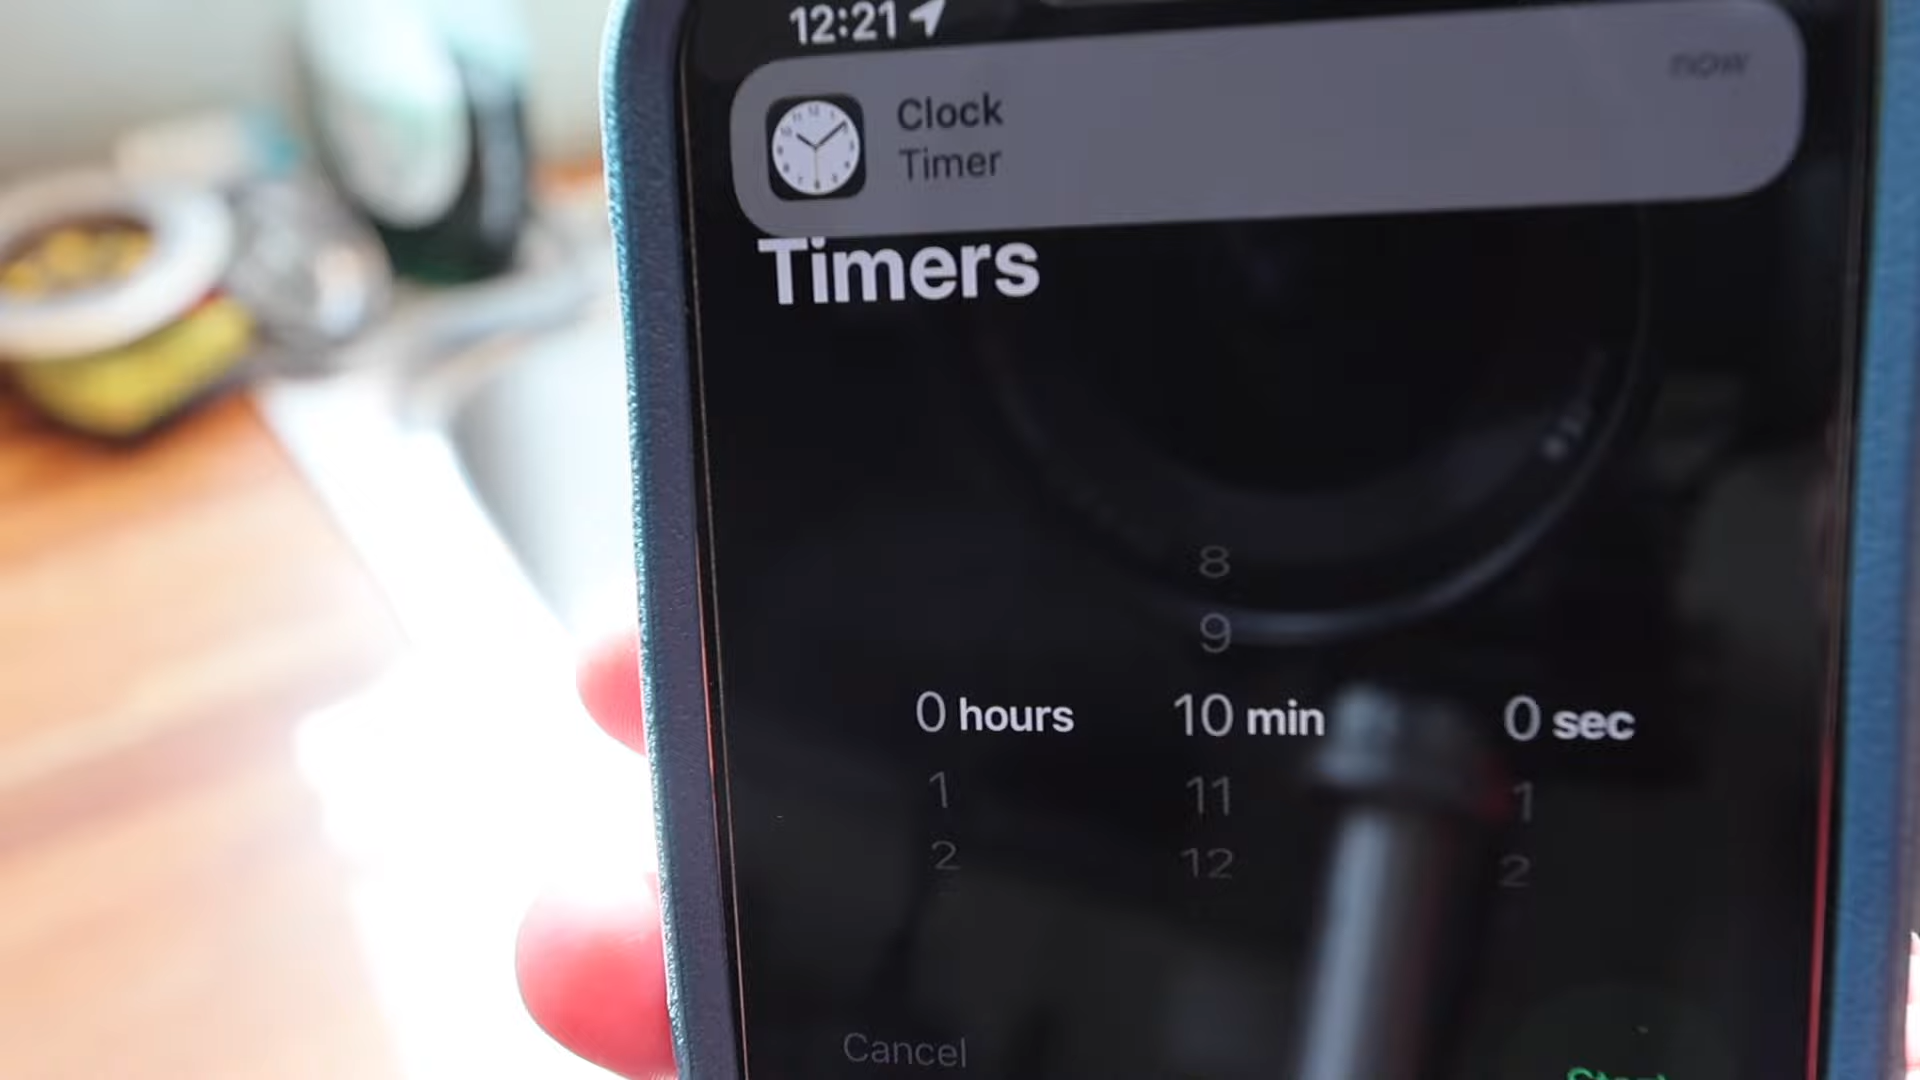 12:21
now
Clock
Timer
Timers
8
9
0 hours 10 min 0 sec
1 11 1
2 12 2
Cancel
Start